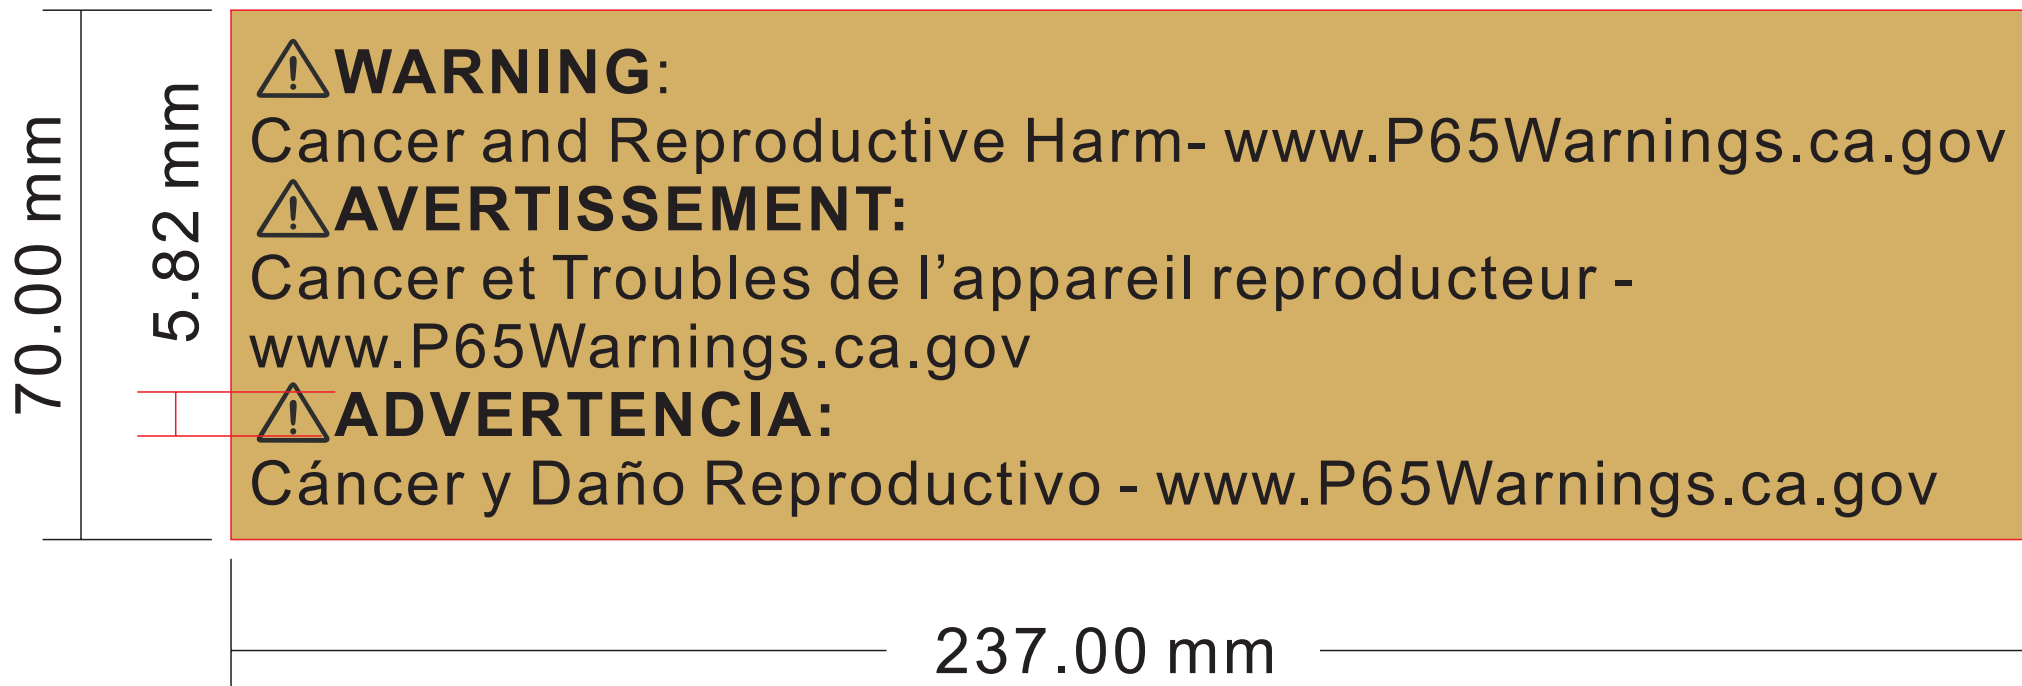 ⚠WARNING:
Cancer and Reproductive Harm- www.P65Warnings.ca.gov
⚠AVERTISSEMENT:
Cancer et Troubles de l’appareil reproducteur -
www.P65Warnings.ca.gov
⚠ADVERTENCIA:
Cáncer y Daño Reproductivo - www.P65Warnings.ca.gov
70.00 mm
5.82 mm
237.00 mm